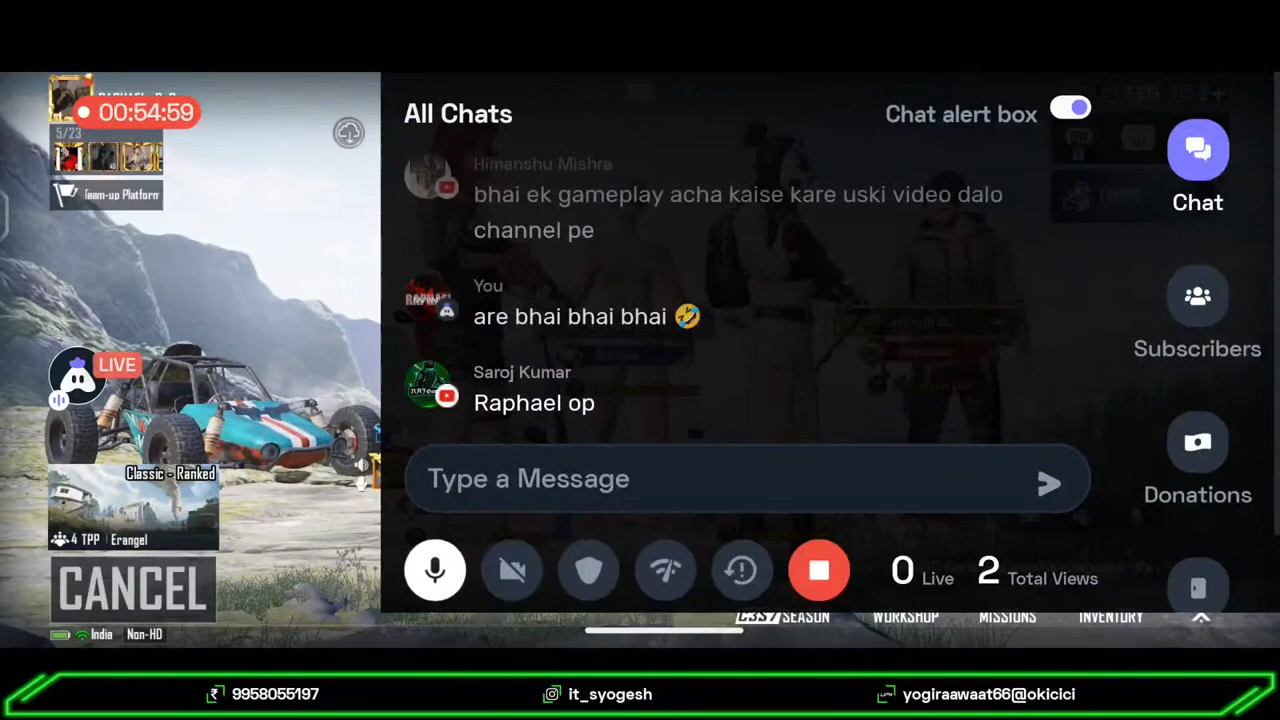 00:54:59
5/23
Team-up Platform
LIVE
Classic - Ranked
4 TPP Erangel
CANCEL
India Non-HD
All Chats
Chat alert box
Himanshu Mishra
bhai ek gameplay acha kaise kare uski video dalo
channel pe
You
are bhai bhai bhai 🤣
Saroj Kumar
Raphael op
Type a Message
0 Live 2 Total Views
Chat
Subscribers
Donations
C3S7 SEASON WORKSHOP MISSIONS INVENTORY
9958055197 it_syogesh yogiraawaat66@okicici